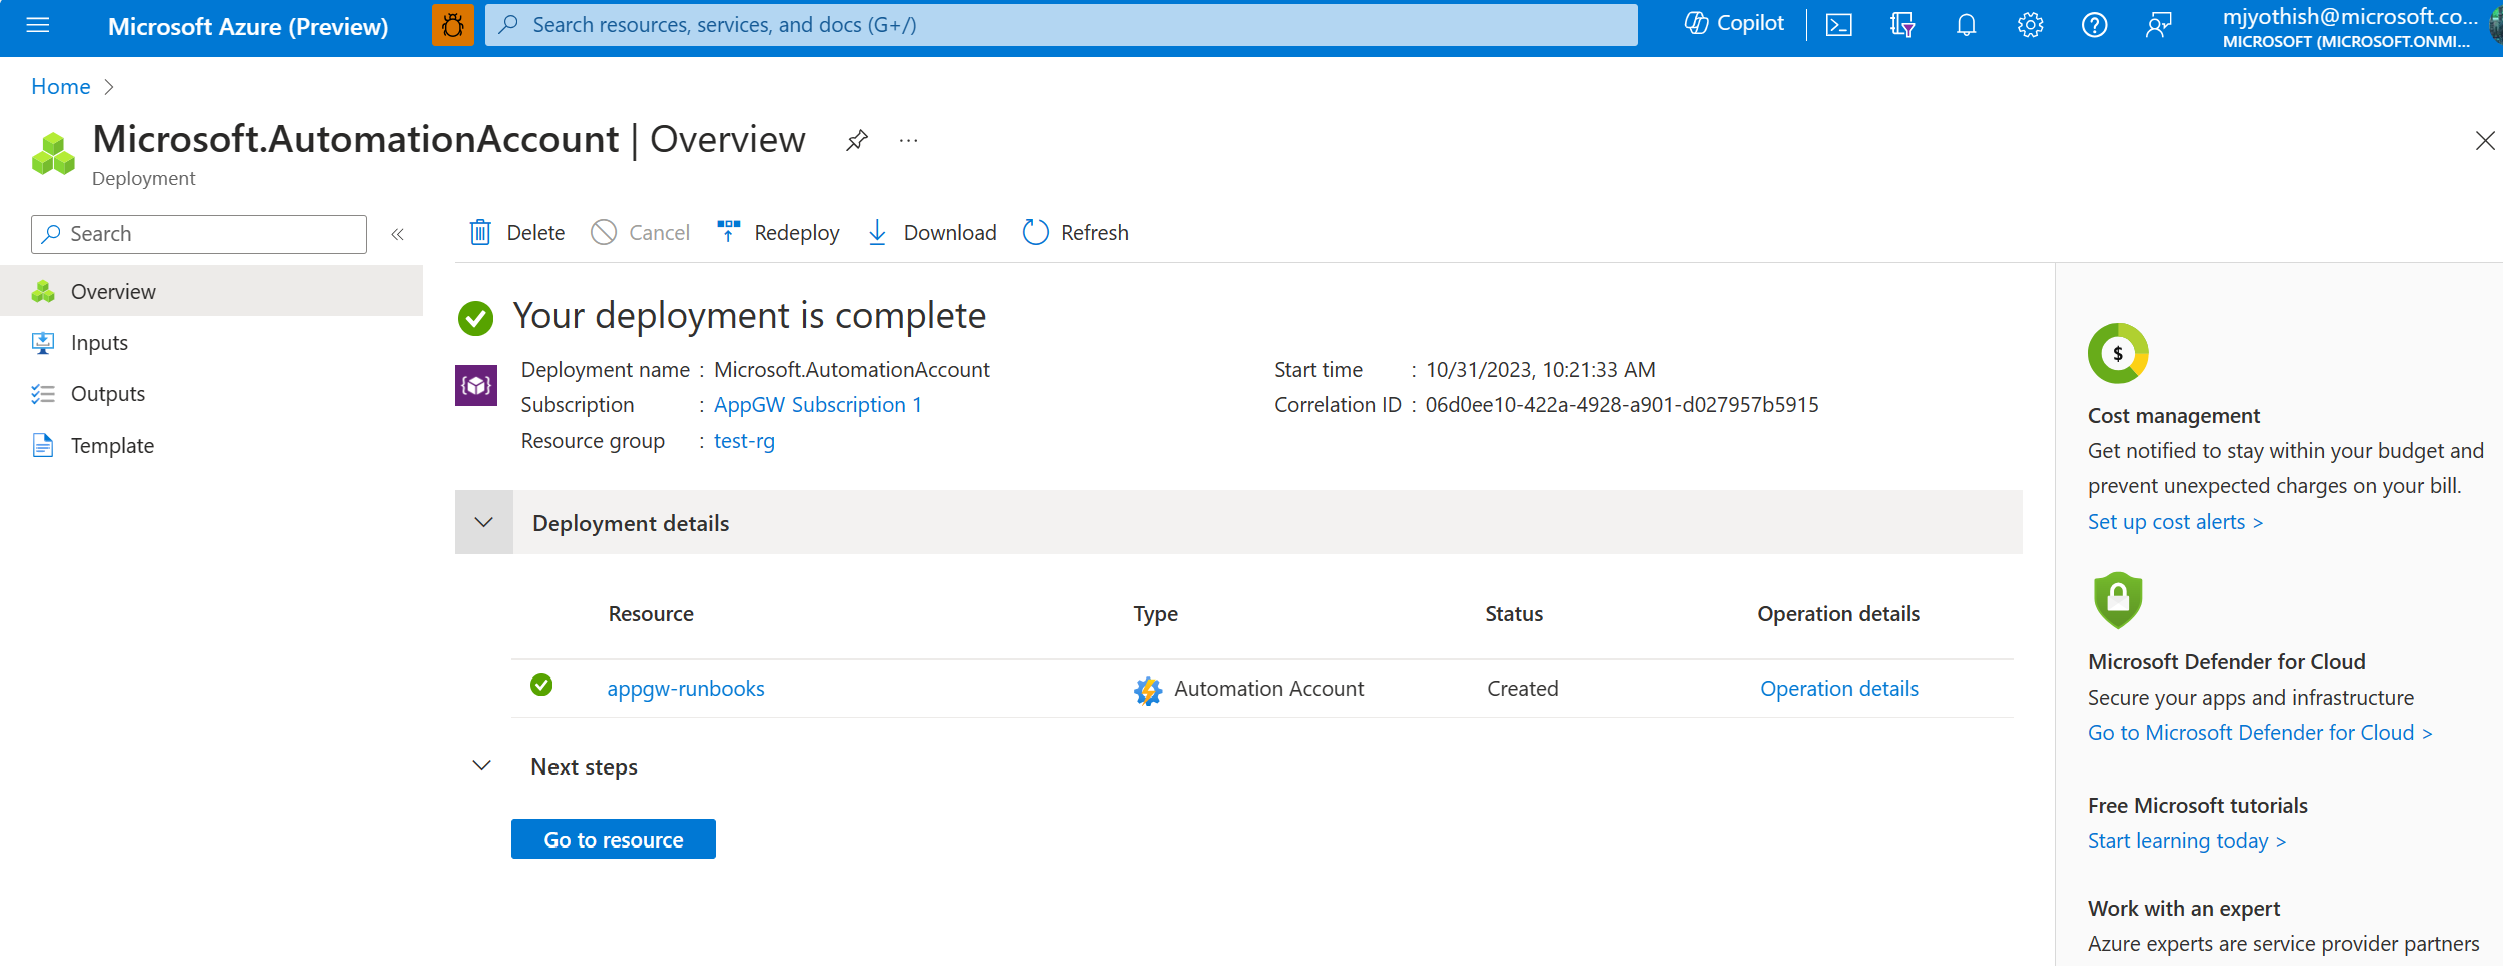 Microsoft Azure (Preview)
Search resources, services, and docs (G+/)
Copilot
mjyothish@microsoft.co...
MICROSOFT (MICROSOFT.ONMI...
Home
Microsoft.AutomationAccount | Overview
Deployment
Search
Overview
Inputs
Outputs
Template
Delete
Cancel
Redeploy
Download
Refresh
Your deployment is complete
Deployment name : Microsoft.AutomationAccount
Subscription : AppGW Subscription 1
Resource group : test-rg
Start time : 10/31/2023, 10:21:33 AM
Correlation ID : 06d0ee10-422a-4928-a901-d027957b5915
Deployment details
Resource Type Status Operation details
appgw-runbooks Automation Account Created Operation details
Next steps
Go to resource
$
Cost management
Get notified to stay within your budget and
prevent unexpected charges on your bill.
Set up cost alerts >
Microsoft Defender for Cloud
Secure your apps and infrastructure
Go to Microsoft Defender for Cloud >
Free Microsoft tutorials
Start learning today >
Work with an expert
Azure experts are service provider partners